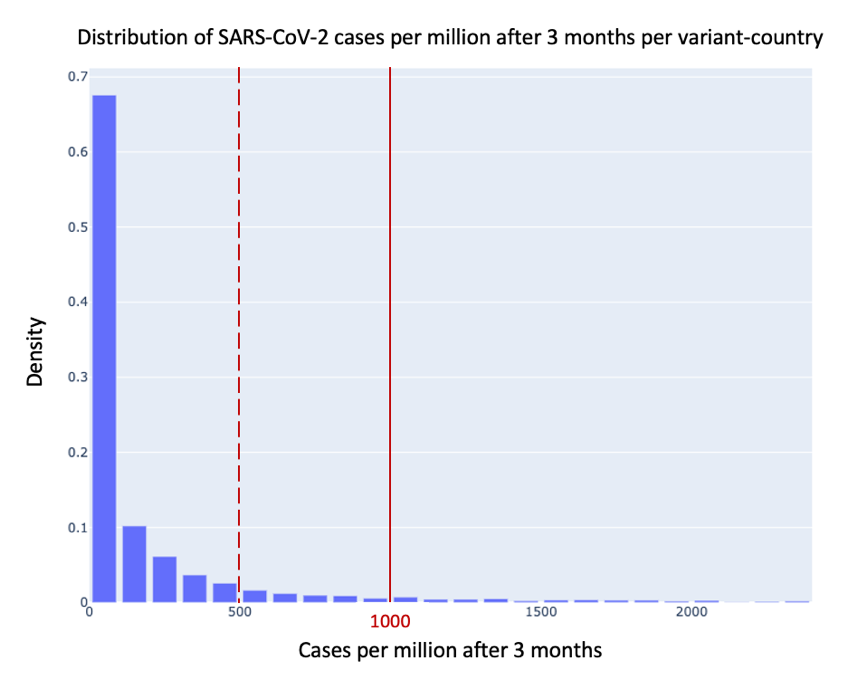 Distribution of SARS-CoV-2 cases per million after 3 months per variant-country
0.7
0.6
0.5
0.4
0.3
0.2
0.1
0
Density
0 500 1000 1500 2000
Cases per million after 3 months